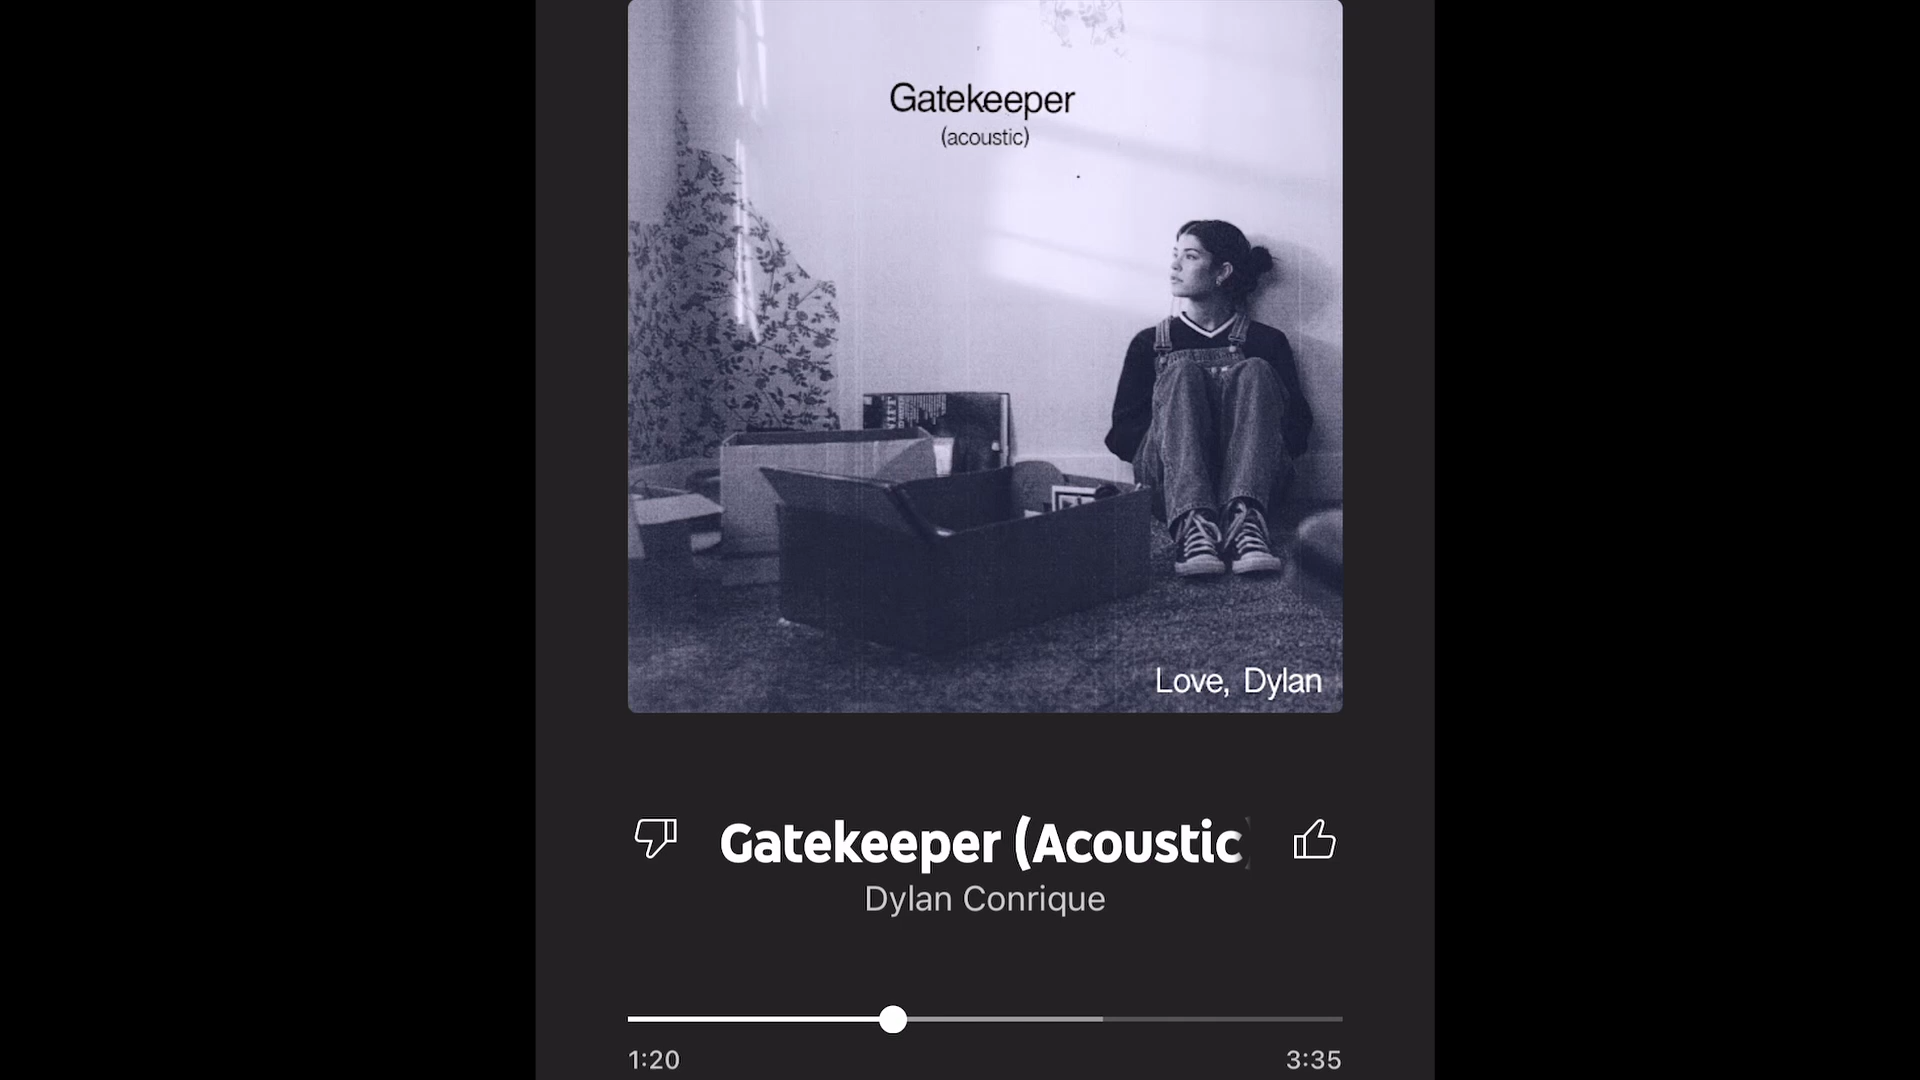 Gatekeeper
(acoustic)
Love, Dylan
Gatekeeper (Acoustic)
Dylan Conrique
1:20
3:35